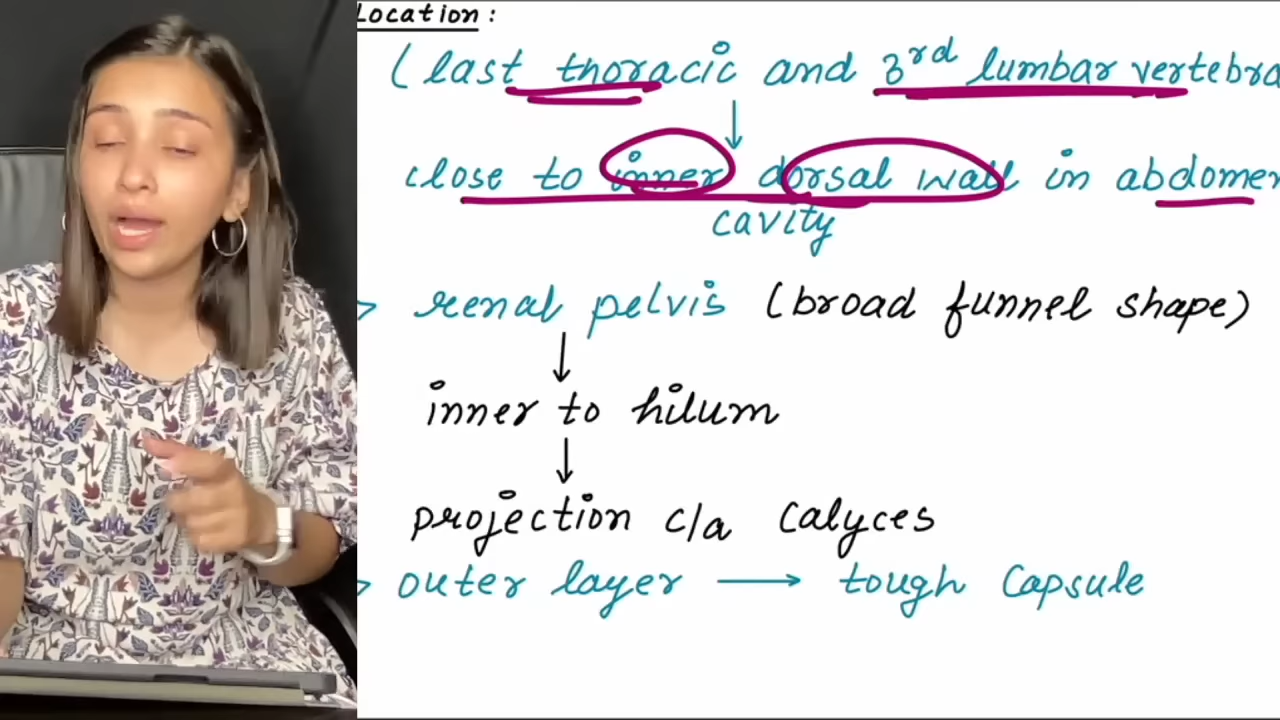 Location :
(last thoracic and 3rd lumbar vertebra
close to inner dorsal wall in abdomen
cavity
> renal pelvis (broad funnel shape)
inner to hilum
projection c/a calyces
> outer layer → tough capsule